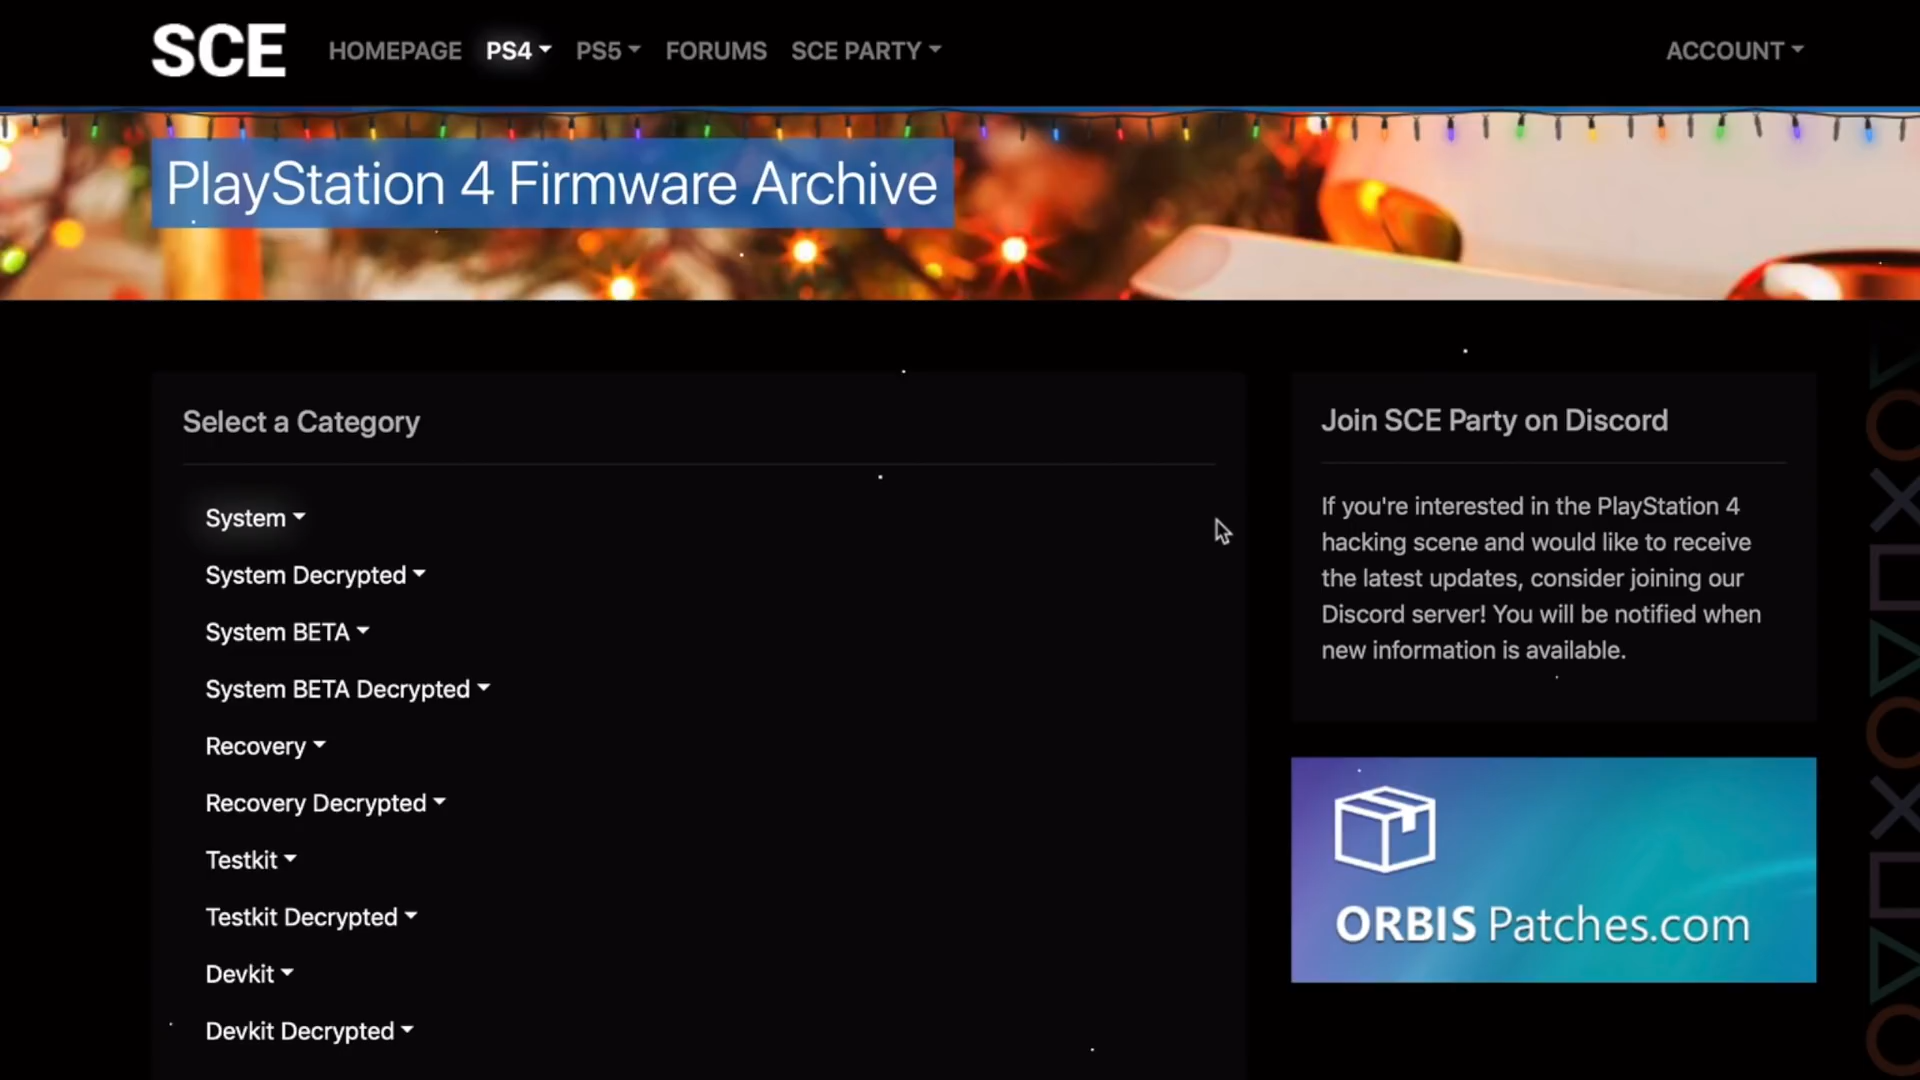 SCE
HOMEPAGE
PS4
PS5
FORUMS
SCE PARTY
ACCOUNT
PlayStation 4 Firmware Archive
Select a Category
System
System Decrypted
System BETA
System BETA Decrypted
Recovery
Recovery Decrypted
Testkit
Testkit Decrypted
Devkit
Devkit Decrypted
Join SCE Party on Discord
If you're interested in the PlayStation 4
hacking scene and would like to receive
the latest updates, consider joining our
Discord server! You will be notified when
new information is available.
ORBIS Patches.com